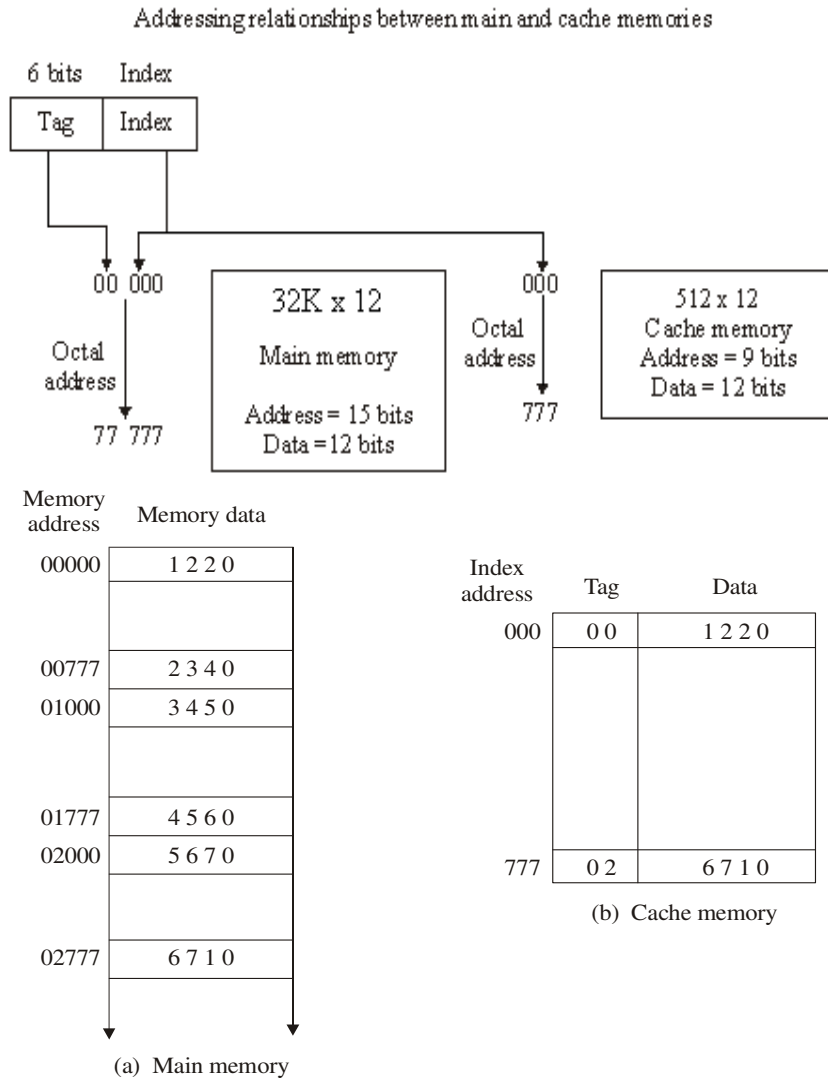 Addressing relationships between main and cache memories
6 bits Index
Tag Index
00 000
000
Octal
address
77 777
32K x 12
Main memory
Address = 15 bits
Data =12 bits
Octal
address
777
512 x 12
Cache memory
Address = 9 bits
Data = 12 bits
Memory
address
Memory data
00000 1 2 2 0
00777 2 3 4 0
01000 3 4 5 0
01777 4 5 6 0
02000 5 6 7 0
02777 6 7 1 0
(a) Main memory
Index
address
Tag Data
000 0 0 1 2 2 0
777 0 2 6 7 1 0
(b) Cache memory